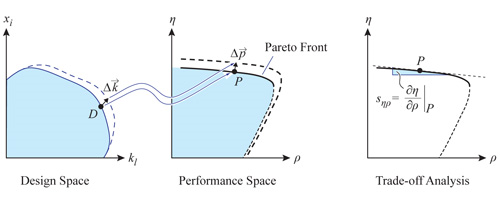 x_i
Δk⃗
D
k_l
Design Space
η
Δp⃗
P
Pareto Front
ρ
Performance Space
η
P
s_ηρ = ∂η/∂ρ|_P
ρ
Trade-off Analysis